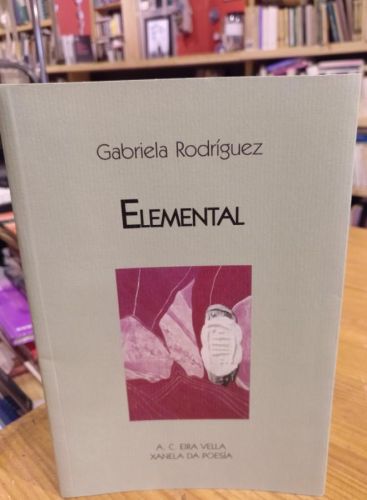 Gabriela Rodríguez
ELEMENTAL
A. C. EIRA VELLA
XANELA DA POESÍA